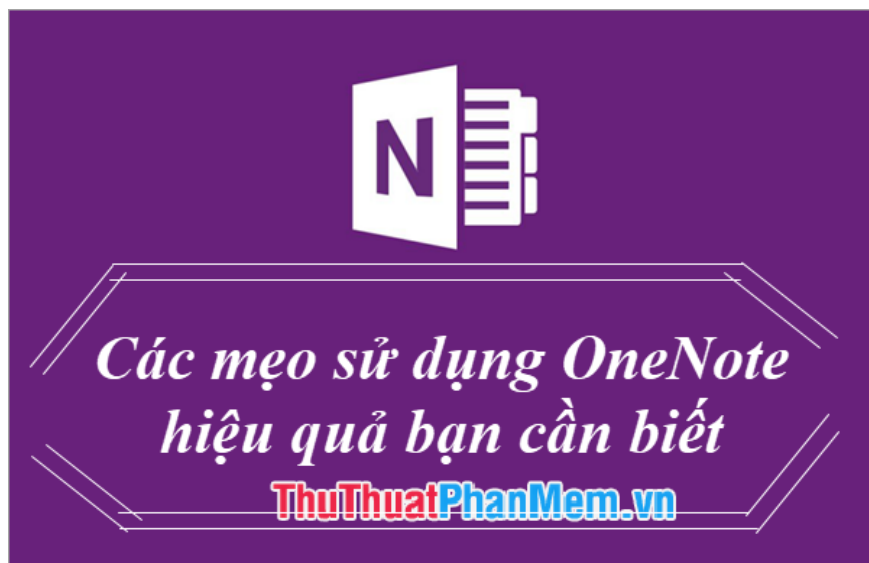 N
Các mẹo sử dụng OneNote
hiệu quả bạn cần biết
ThuThuatPhanMem.vn